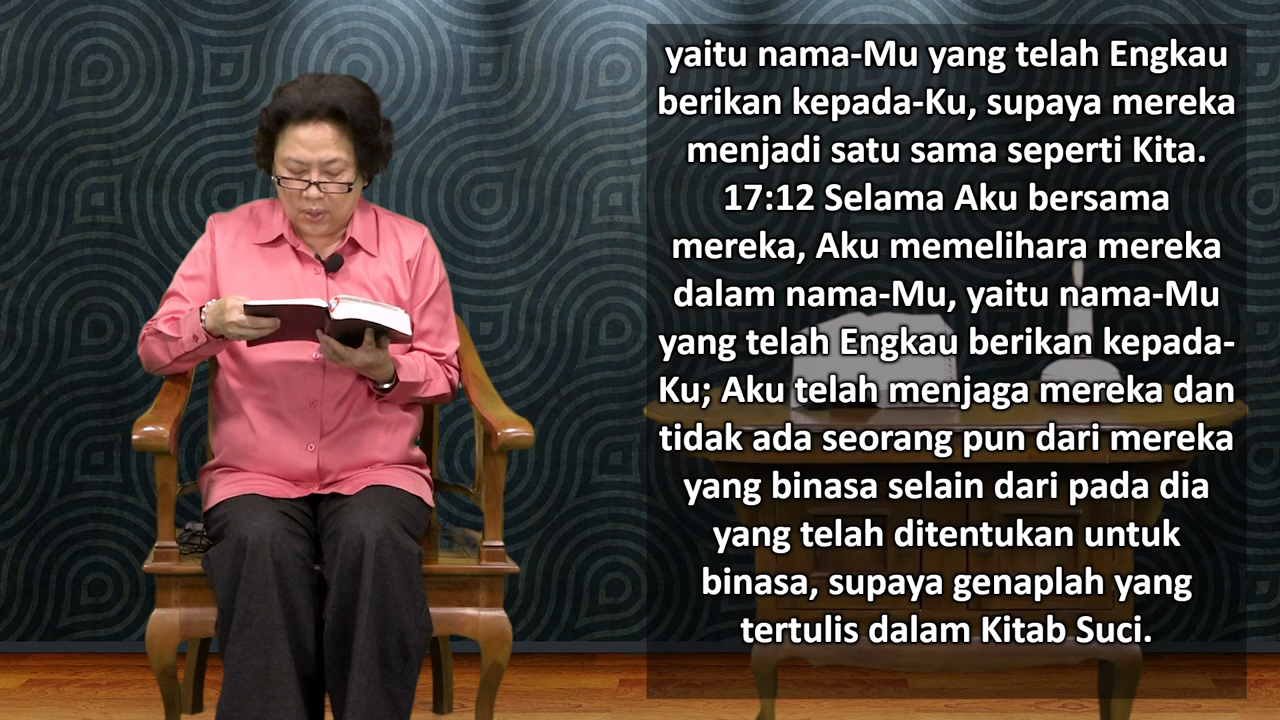 yaitu nama-Mu yang telah Engkau
berikan kepada-Ku, supaya mereka
menjadi satu sama seperti Kita.
17:12 Selama Aku bersama
mereka, Aku memelihara mereka
dalam nama-Mu, yaitu nama-Mu
yang telah Engkau berikan kepada-
Ku; Aku telah menjaga mereka dan
tidak ada seorang pun dari mereka
yang binasa selain dari pada dia
yang telah ditentukan untuk
binasa, supaya genaplah yang
tertulis dalam Kitab Suci.